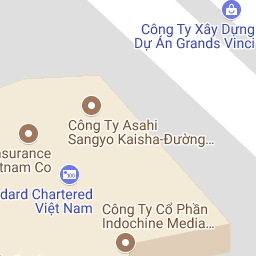 Công Ty Xây Dựng
Dự Án Grands Vinci
Công Ty Asahi
Sangyo Kaisha-Đường...
nsurance
tnam Co
dard Chartered
Việt Nam
Công Ty Cổ Phần
Indochine Media...